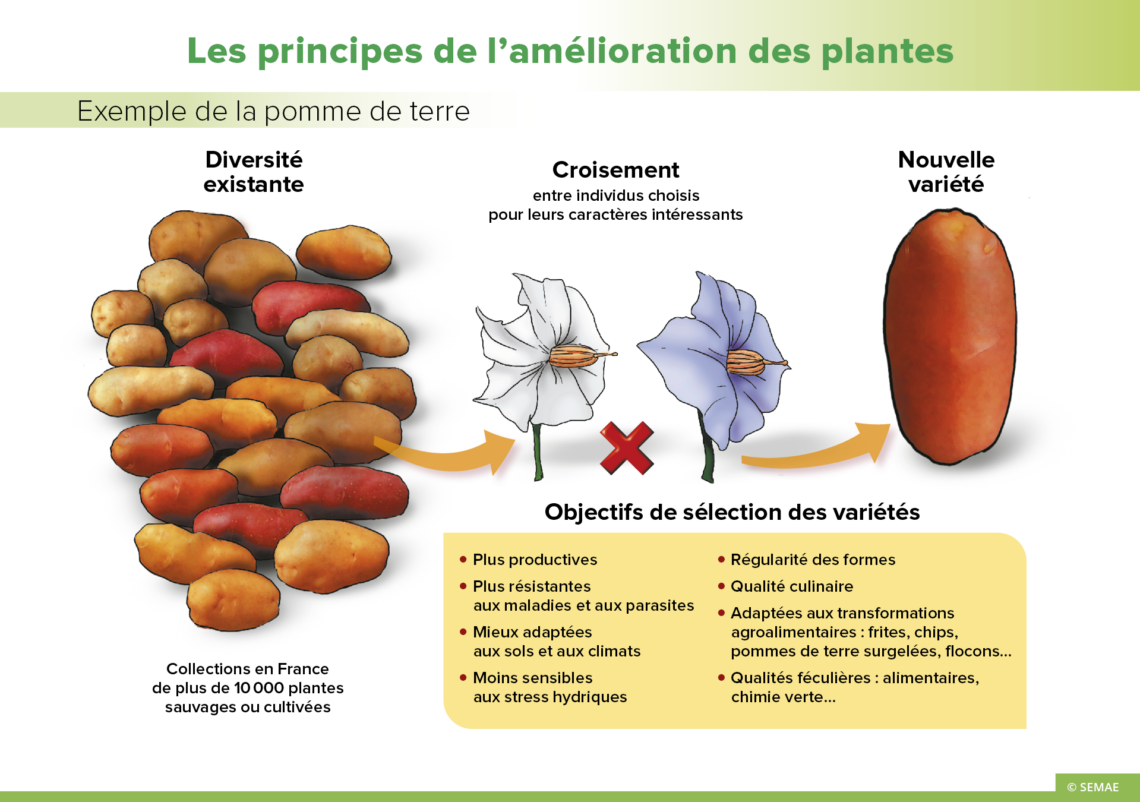 Les principes de l’amélioration des plantes
Exemple de la pomme de terre
Diversité
existante
Croisement
entre individus choisis
pour leurs caractères intéressants
Nouvelle
variété
Collections en France
de plus de 10 000 plantes
sauvages ou cultivées
Objectifs de sélection des variétés
• Plus productives
• Plus résistantes
aux maladies et aux parasites
• Mieux adaptées
aux sols et aux climats
• Moins sensibles
aux stress hydriques
• Régularité des formes
• Qualité culinaire
• Adaptées aux transformations
agroalimentaires : frites, chips,
pommes de terre surgelées, flocons...
• Qualités féculières : alimentaires,
chimie verte...
© SEMAE